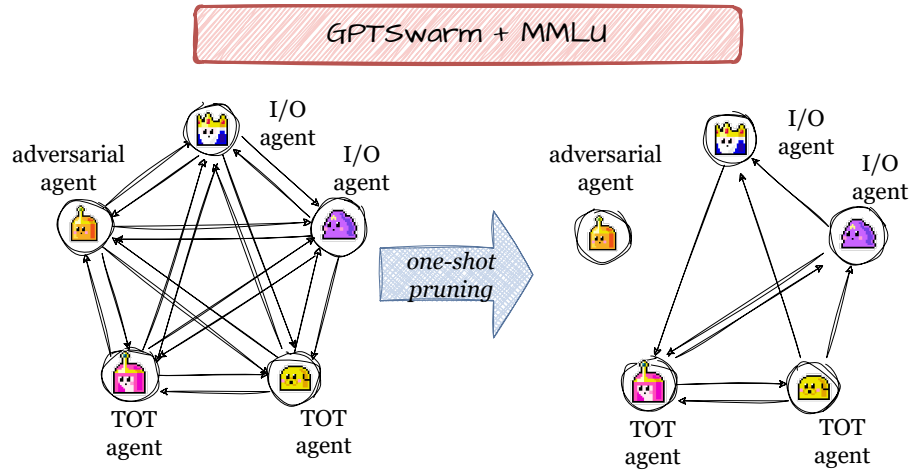 GPTSwarm + MMLU
I/O
agent
adversarial
agent
I/O
agent
TOT
agent
TOT
agent
one-shot
pruning
I/O
agent
adversarial
agent
I/O
agent
TOT
agent
TOT
agent